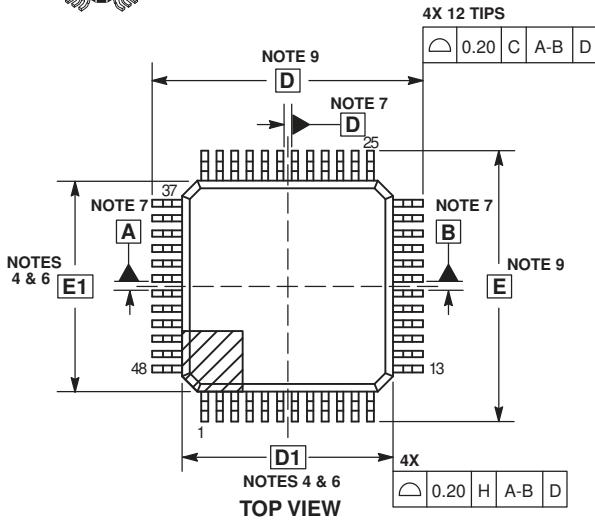 4X 12 TIPS
⌓ 0.20 C A-B D
NOTE 9
D
NOTE 7
D
25
37
NOTE 7
A
NOTE 7
B
NOTES
4 & 6
E1
NOTE 9
E
48
13
1
D1
NOTES 4 & 6
4X
⌓ 0.20 H A-B D
TOP VIEW